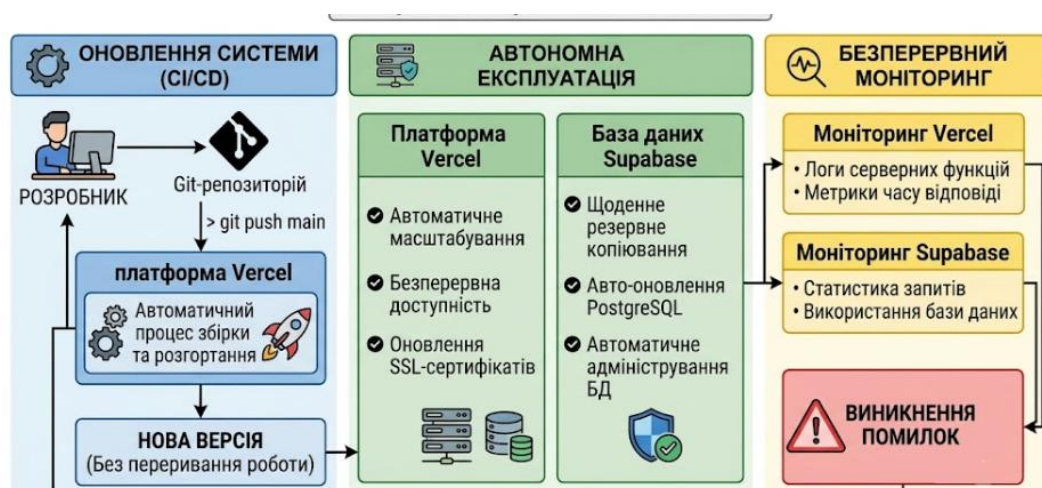 ОНОВЛЕННЯ СИСТЕМИ
(CI/CD)
РОЗРОБНИК
Git-репозиторій
> git push main
платформа Vercel
Автоматичний
процес збірки
та розгортання
НОВА ВЕРСІЯ
(Без переривання роботи)
АВТОНОМНА
ЕКСПЛУАТАЦІЯ
Платформа
Vercel
Автоматичне
масштабування
Безперервна
доступність
Оновлення
SSL-сертифікатів
База даних
Supabase
Щоденне
резервне
копіювання
Авто-оновлення
PostgreSQL
Автоматичне
адміністрування
БД
БЕЗПЕРЕРВНИЙ
МОНІТОРИНГ
Моніторинг Vercel
• Логи серверних функцій
• Метрики часу відповіді
Моніторинг Supabase
• Статистика запитів
• Використання бази даних
ВИНИКНЕННЯ
ПОМИЛОК